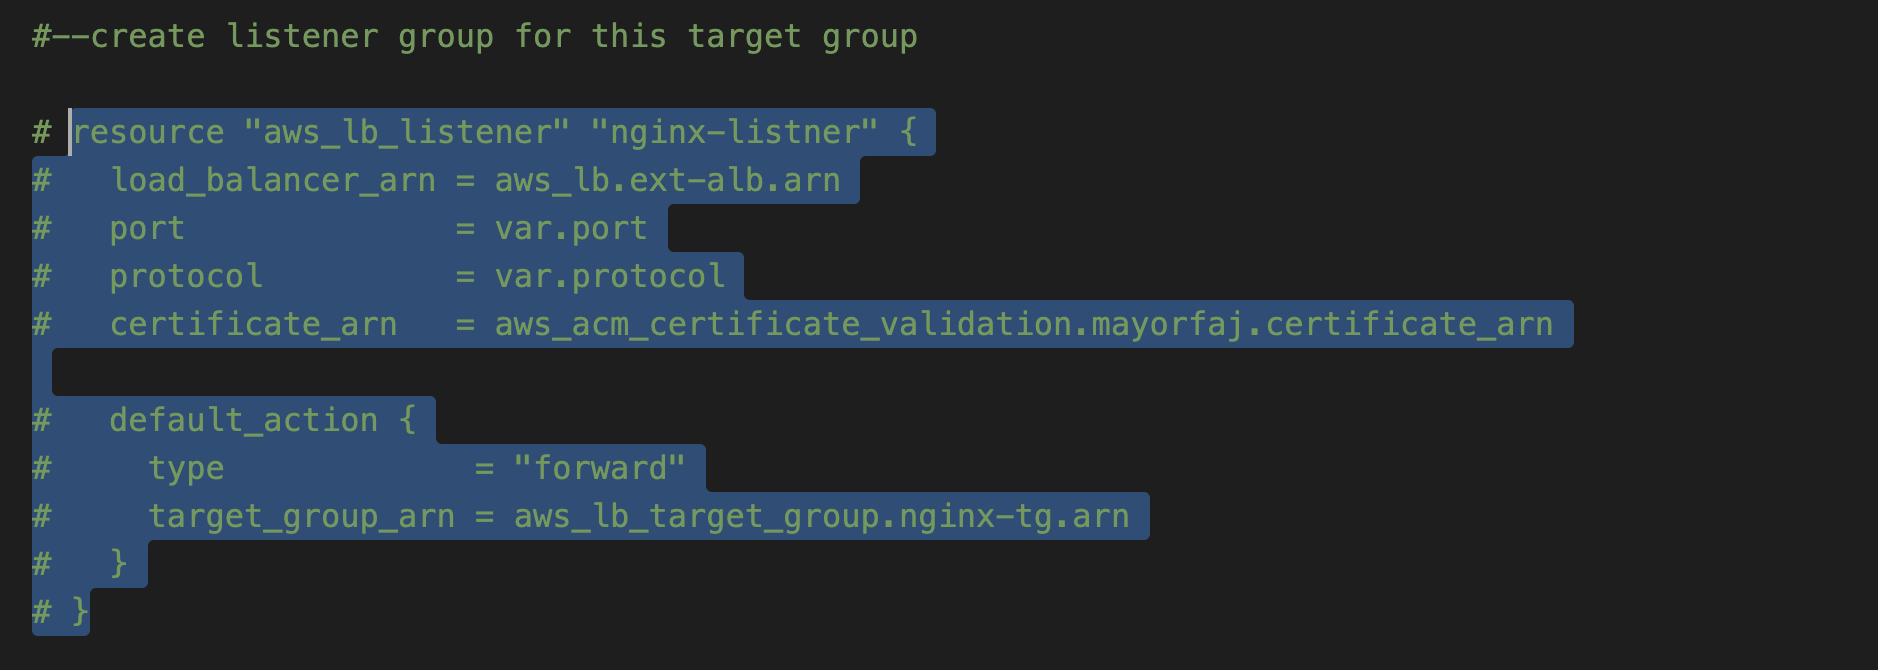 #--create listener group for this target group
# resource "aws_lb_listener" "nginx-listner" {
#   load_balancer_arn = aws_lb.ext-alb.arn
#   port              = var.port
#   protocol          = var.protocol
#   certificate_arn   = aws_acm_certificate_validation.mayorfaj.certificate_arn
#   default_action {
#     type             = "forward"
#     target_group_arn = aws_lb_target_group.nginx-tg.arn
#   }
# }